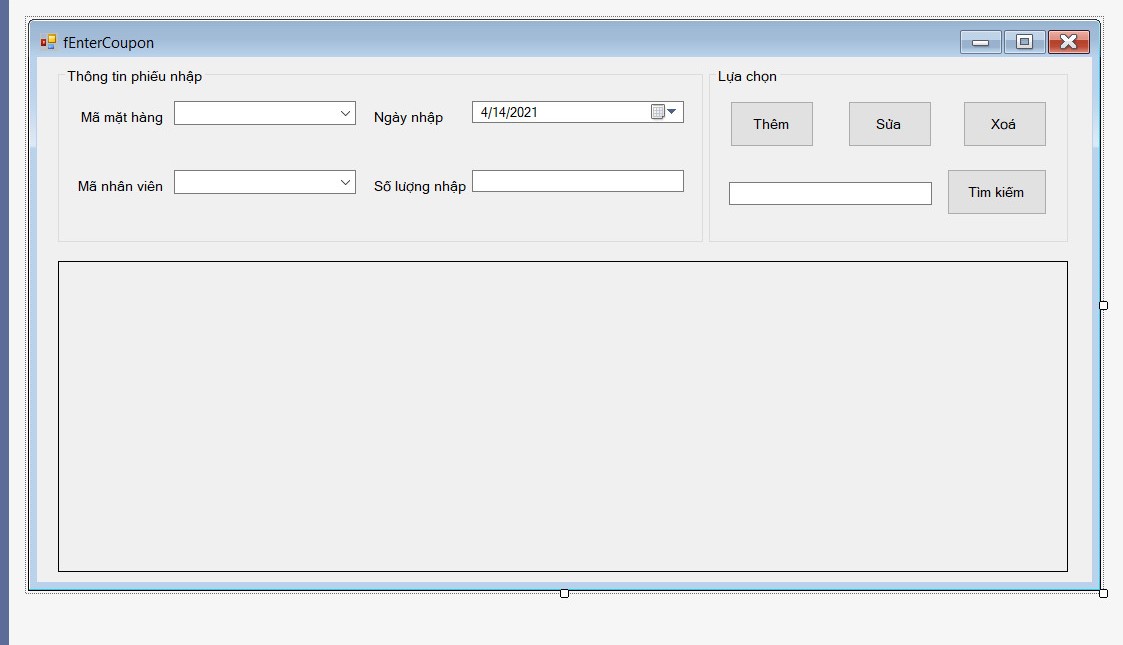 fEnterCoupon
Thông tin phiếu nhập
Lựa chọn
Mã mặt hàng
Ngày nhập
4/14/2021
Thêm
Sửa
Xoá
Mã nhân viên
Số lượng nhập
Tìm kiếm